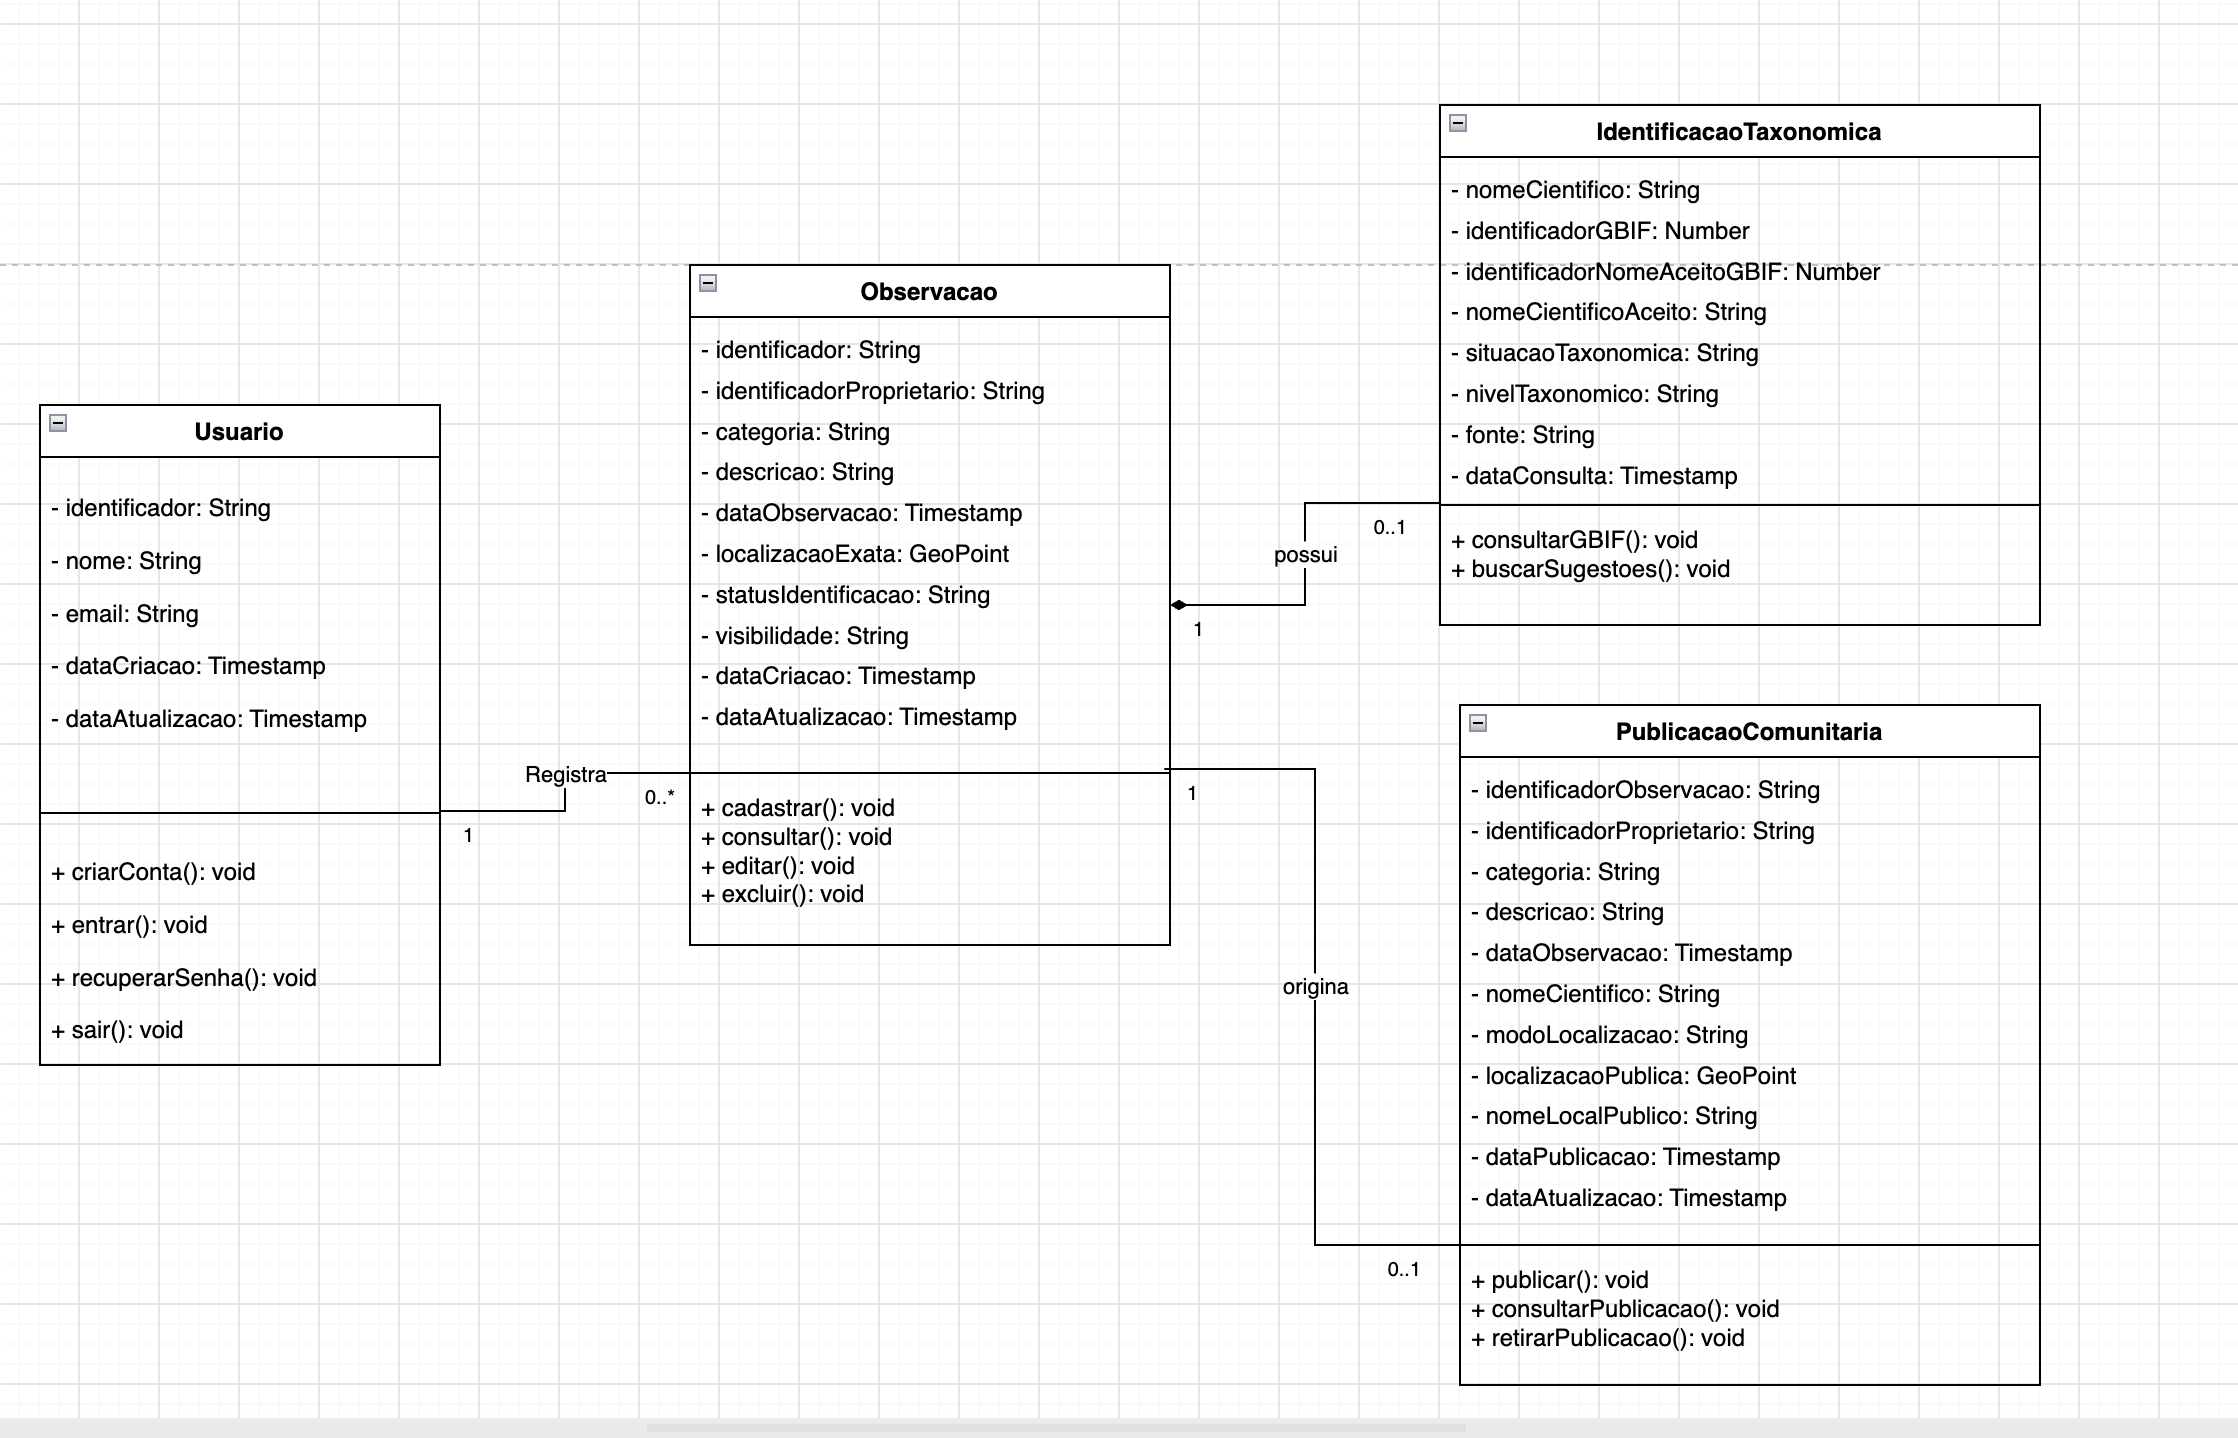 Usuario
- identificador: String
- nome: String
- email: String
- dataCriacao: Timestamp
- dataAtualizacao: Timestamp
+ criarConta(): void
+ entrar(): void
+ recuperarSenha(): void
+ sair(): void
Registra
1
0..*
Observacao
- identificador: String
- identificadorProprietario: String
- categoria: String
- descricao: String
- dataObservacao: Timestamp
- localizacaoExata: GeoPoint
- statusIdentificacao: String
- visibilidade: String
- dataCriacao: Timestamp
- dataAtualizacao: Timestamp
+ cadastrar(): void
+ consultar(): void
+ editar(): void
+ excluir(): void
possui
1
0..1
IdentificacaoTaxonomica
- nomeCientifico: String
- identificadorGBIF: Number
- identificadorNomeAceitoGBIF: Number
- nomeCientificoAceito: String
- situacaoTaxonomica: String
- nivelTaxonomico: String
- fonte: String
- dataConsulta: Timestamp
+ consultarGBIF(): void
+ buscarSugestoes(): void
1
origina
0..1
PublicacaoComunitaria
- identificadorObservacao: String
- identificadorProprietario: String
- categoria: String
- descricao: String
- dataObservacao: Timestamp
- nomeCientifico: String
- modoLocalizacao: String
- localizacaoPublica: GeoPoint
- nomeLocalPublico: String
- dataPublicacao: Timestamp
- dataAtualizacao: Timestamp
+ publicar(): void
+ consultarPublicacao(): void
+ retirarPublicacao(): void